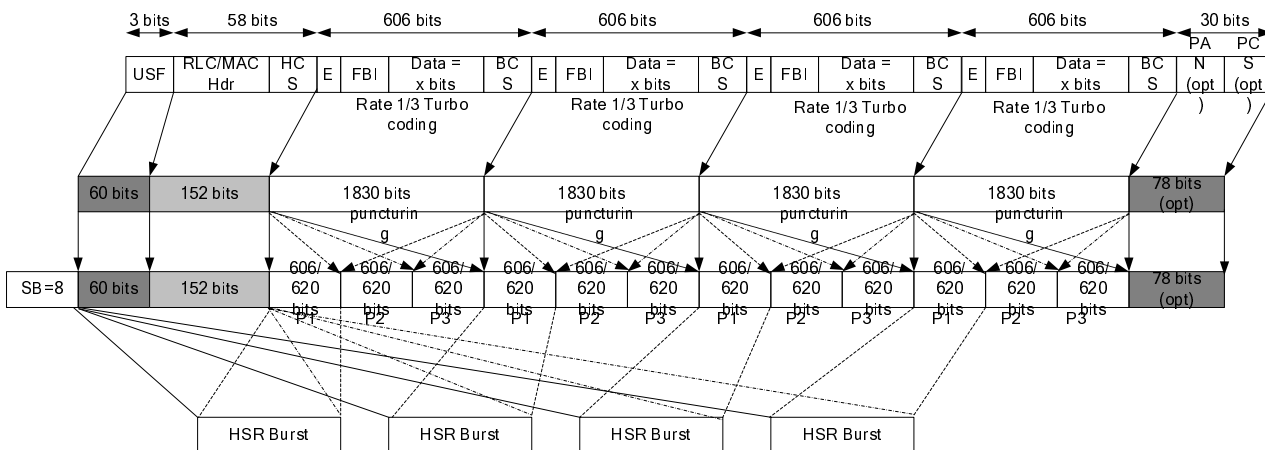 3 bits 58 bits 606 bits 606 bits 606 bits 606 bits 30 bits
USF RLC/MAC Hdr HC S E FBI Data = x bits BC S E FBI Data = x bits BC S E FBI Data = x bits BC S E FBI Data = x bits BC S PA N (opt ) PC S (opt )
Rate 1/3 Turbo coding Rate 1/3 Turbo coding Rate 1/3 Turbo coding Rate 1/3 Turbo coding
60 bits 152 bits 1830 bits 1830 bits 1830 bits 1830 bits 78 bits (opt)
puncturin g puncturin g puncturin g puncturin g
SB=8 60 bits 152 bits 606/ 620 bits 606/ 620 bits 606/ 620 bits 606/ 620 bits 606/ 620 bits 606/ 620 bits 606/ 620 bits 606/ 620 bits 606/ 620 bits 606/ 620 bits 606/ 620 bits 606/ 620 bits 78 bits (opt)
P1 P2 P3 P1 P2 P3 P1 P2 P3 P1 P2 P3
HSR Burst HSR Burst HSR Burst HSR Burst